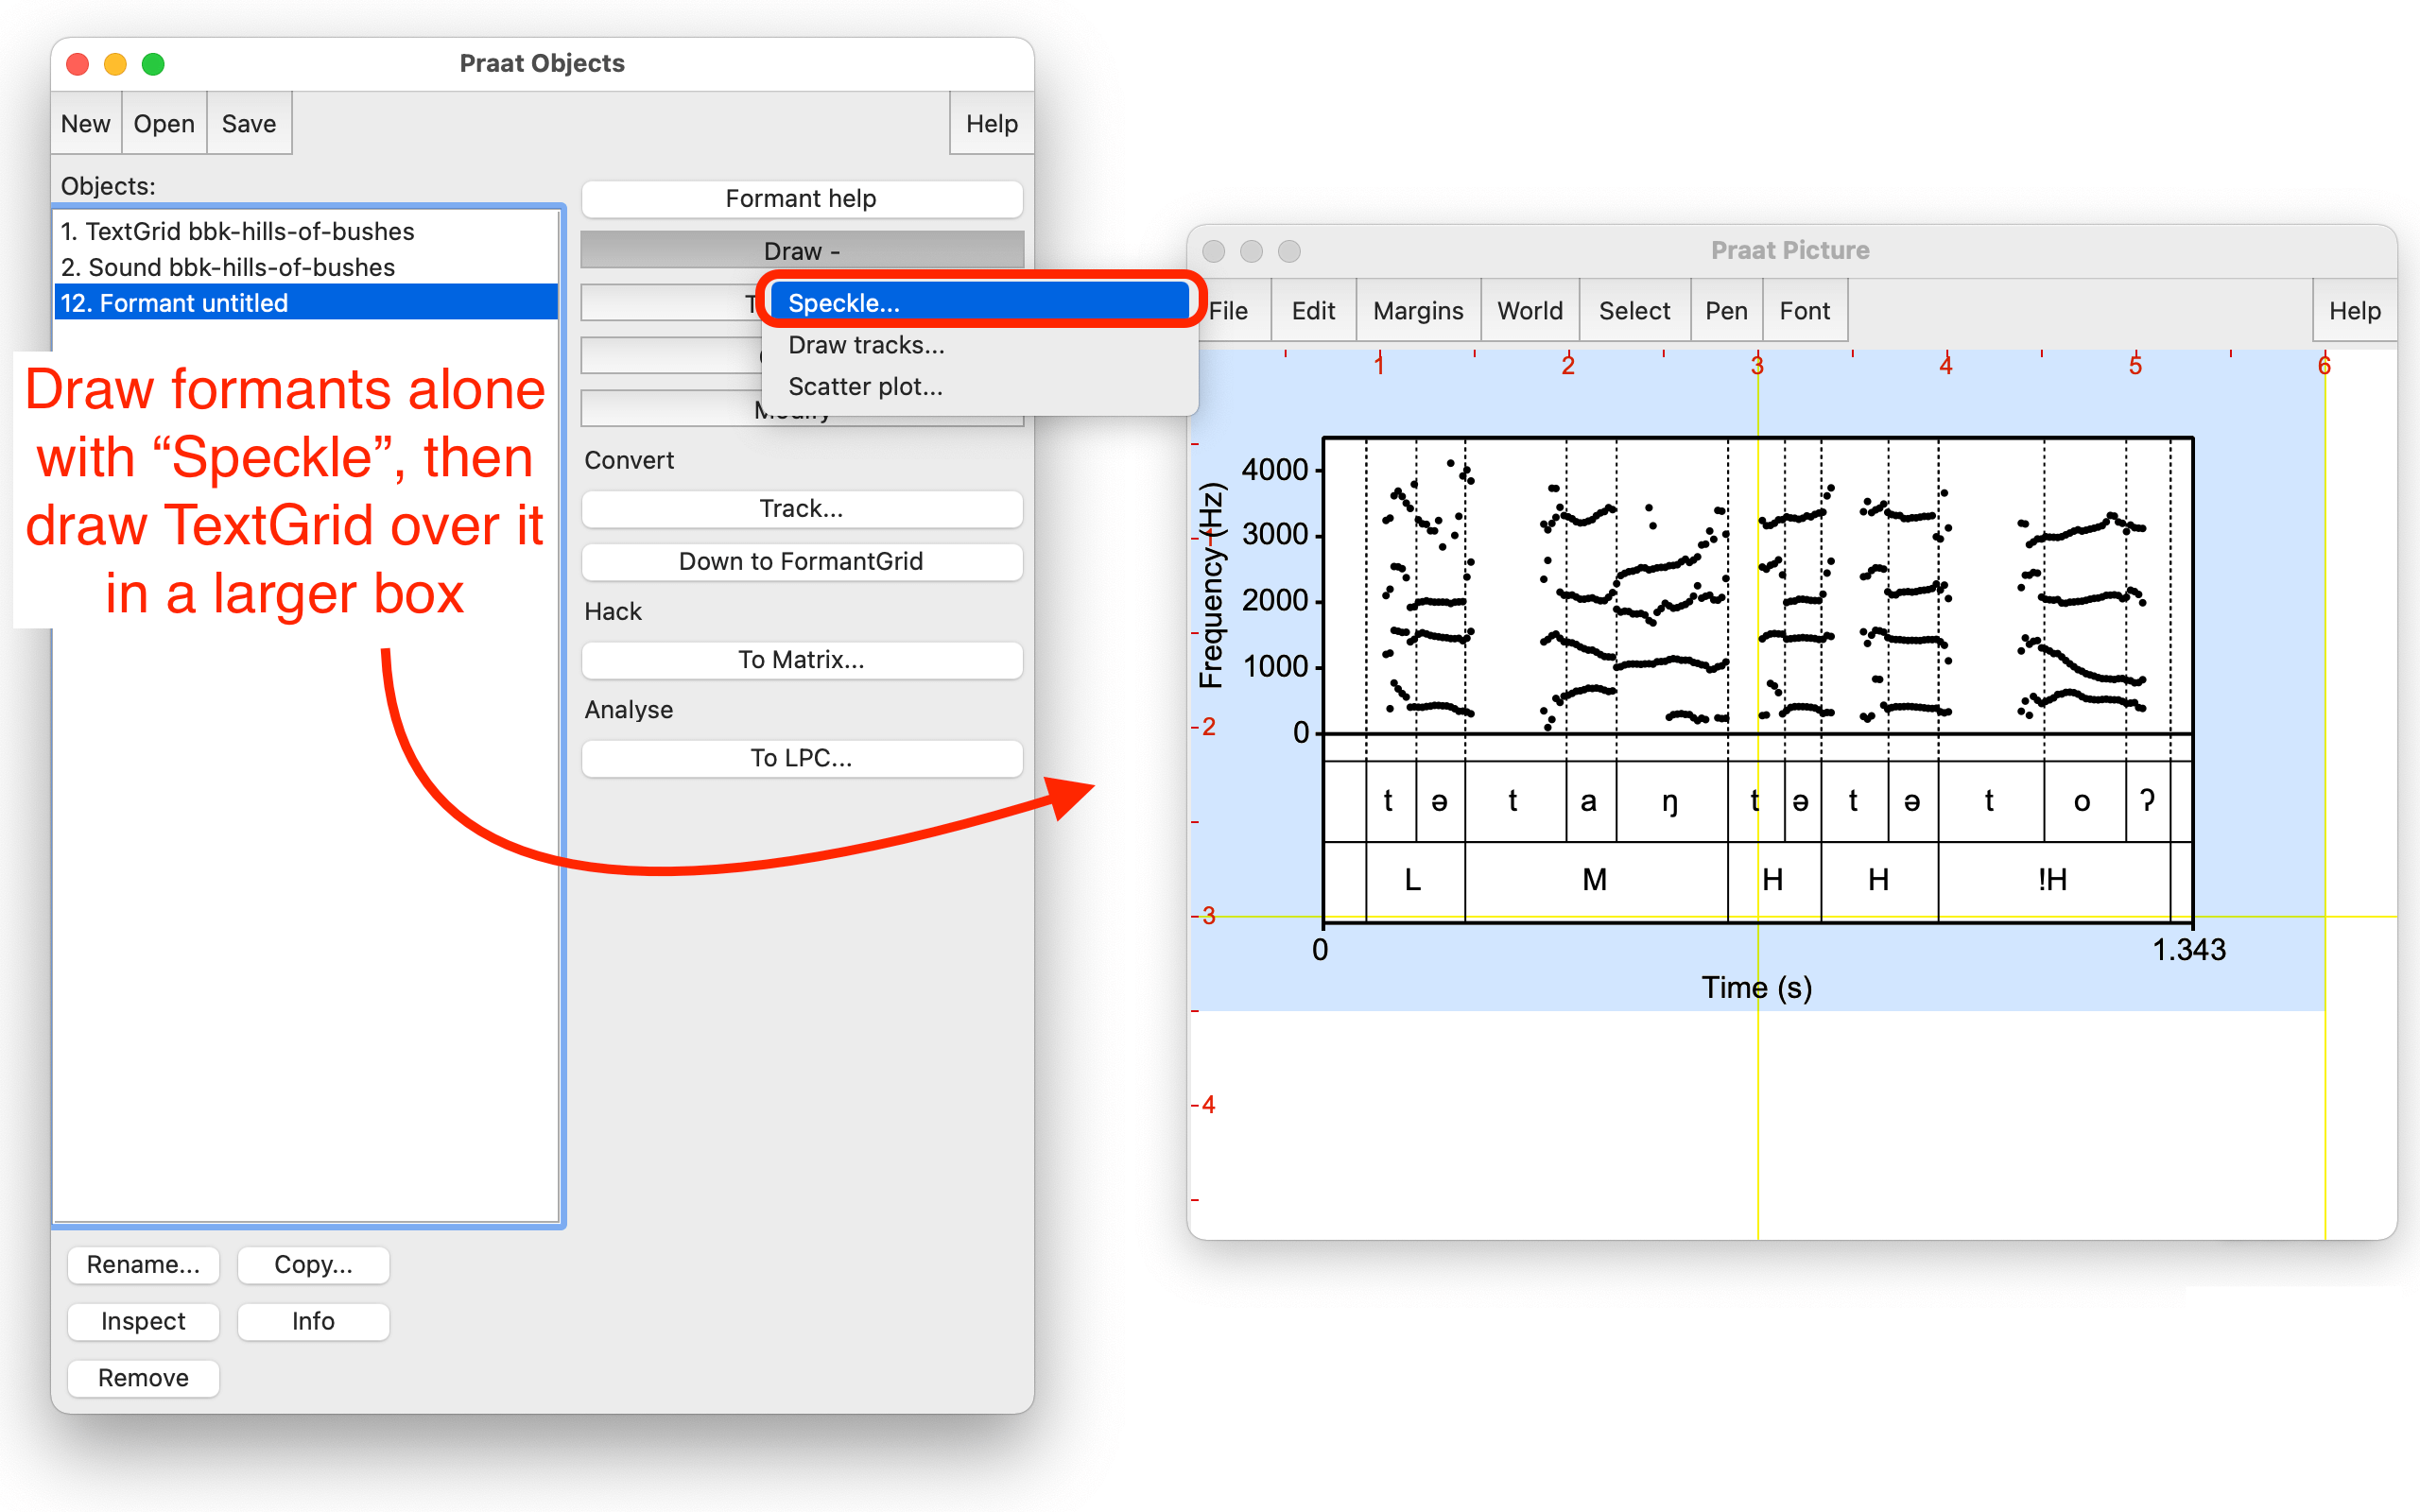 Praat Objects
New Open Save Help
Objects:
1. TextGrid bbk-hills-of-bushes
2. Sound bbk-hills-of-bushes
12. Formant untitled
Draw formants alone
with “Speckle”, then
draw TextGrid over it
in a larger box
Formant help
Draw -
Speckle...
Draw tracks...
Scatter plot...
Modify
Convert
Track...
Down to FormantGrid
Hack
To Matrix...
Analyse
To LPC...
Rename... Copy...
Inspect Info
Remove
Praat Picture
File Edit Margins World Select Pen Font Help
1 2 3 4 5 6
2
3
4
Frequency (Hz)
4000
3000
2000
1000
0
t ə t a ŋ t ə t ə t o ʔ
L M H H !H
0 1.343
Time (s)